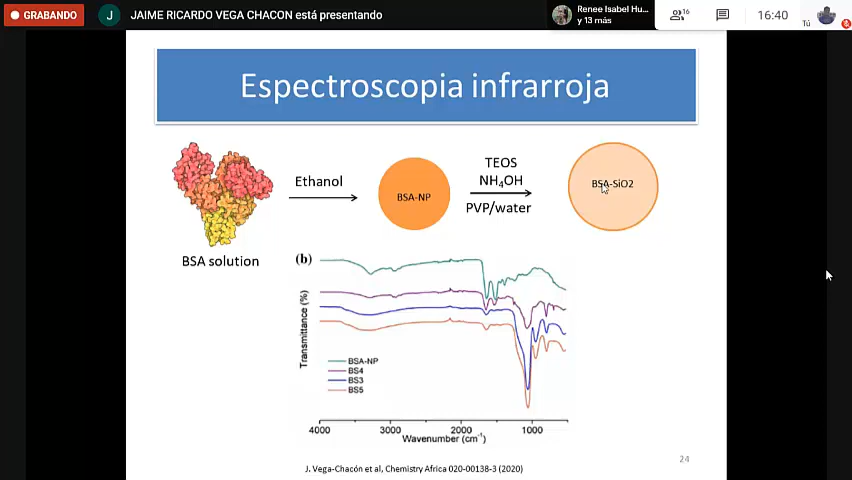 GRABANDO
J JAIME RICARDO VEGA CHACON está presentando
Renee Isabel Hu...
y 13 más
16
16:40
Tú
Espectroscopia infrarroja
Ethanol
TEOS
NH₄OH
PVP/water
BSA-NP
BSA-SiO2
BSA solution
(b)
Transmittance (%)
BSA-NP
BS4
BS3
BS5
4000 3000 2000 1000
Wavenumber (cm⁻¹)
24
J. Vega-Chacón et al, Chemistry Africa 020-00138-3 (2020)